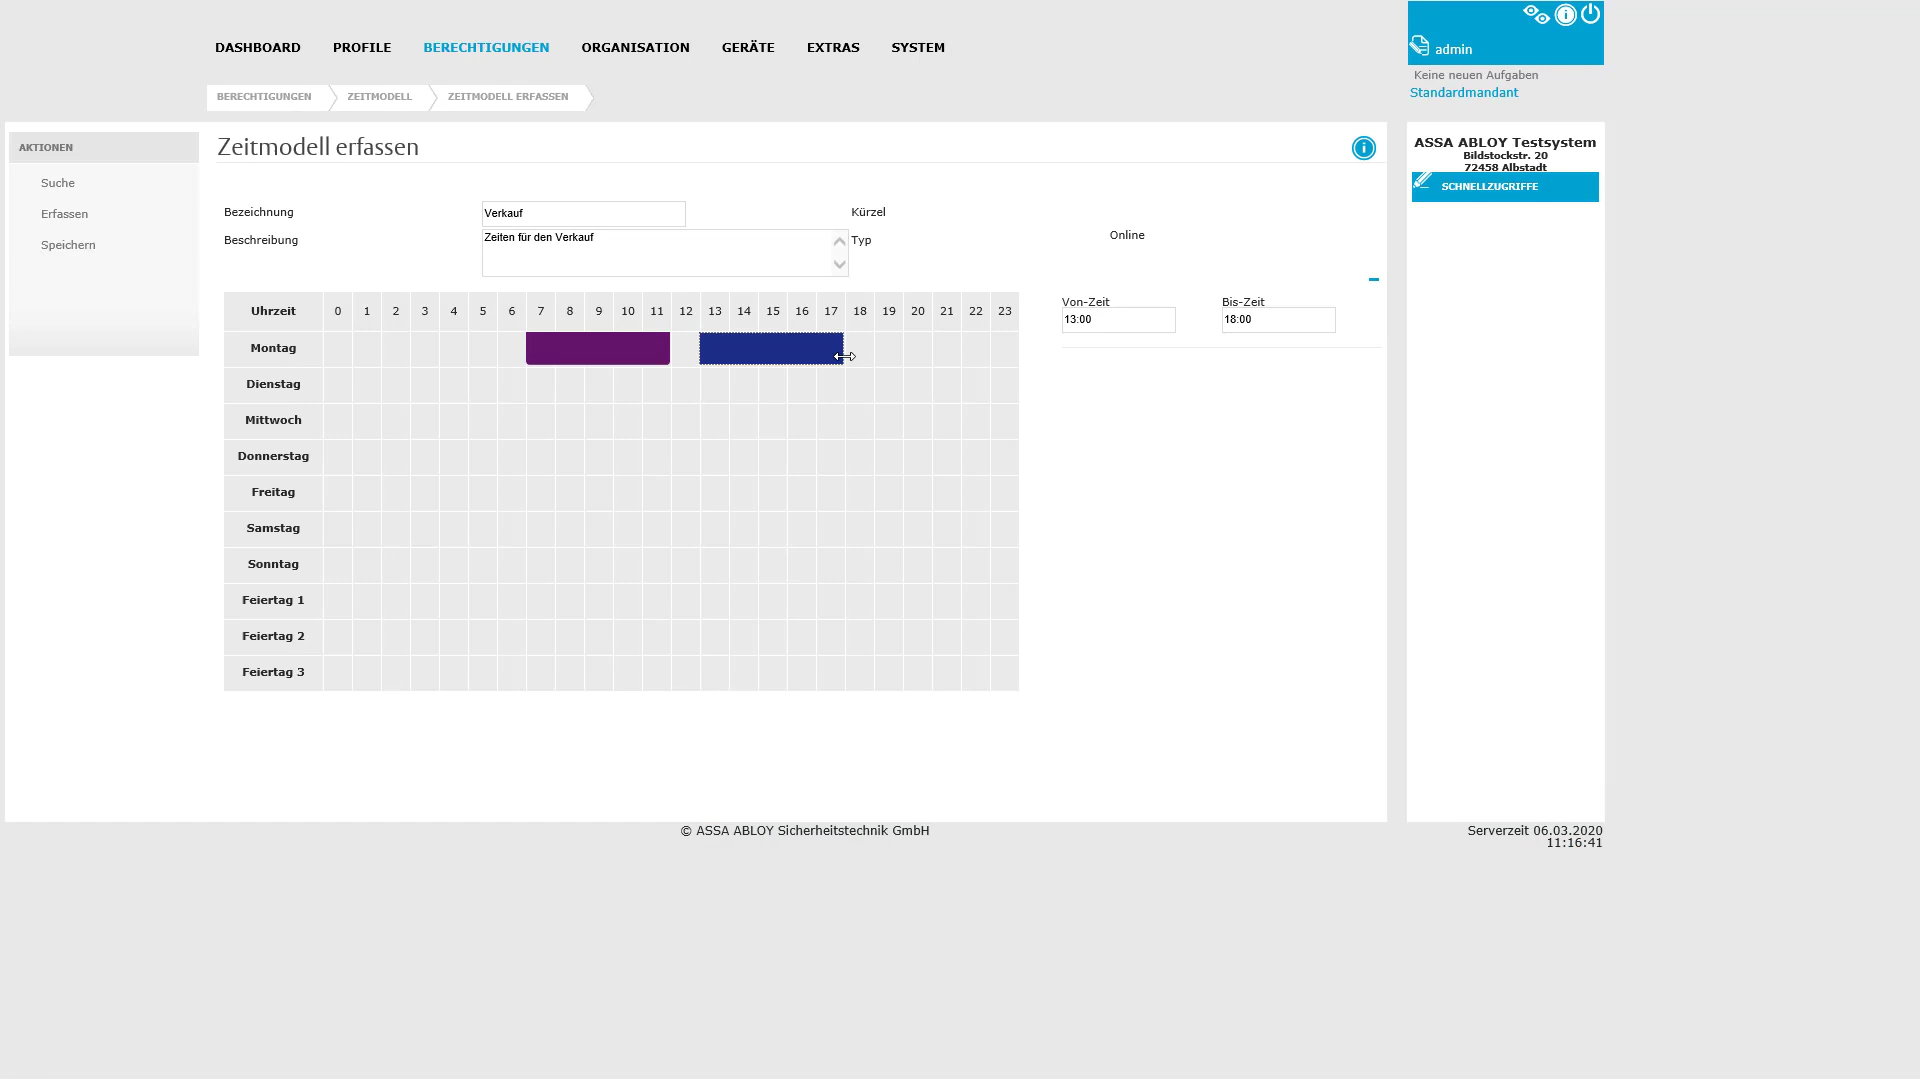 DASHBOARD PROFILE BERECHTIGUNGEN ORGANISATION GERÄTE EXTRAS SYSTEM
admin
Keine neuen Aufgaben
Standardmandant
BERECHTIGUNGEN ZEITMODELL ZEITMODELL ERFASSEN
AKTIONEN
Suche
Erfassen
Speichern
Zeitmodell erfassen
Bezeichnung Verkauf Kürzel
Beschreibung Zeiten für den Verkauf Typ Online
Uhrzeit 0 1 2 3 4 5 6 7 8 9 10 11 12 13 14 15 16 17 18 19 20 21 22 23
Montag
Dienstag
Mittwoch
Donnerstag
Freitag
Samstag
Sonntag
Feiertag 1
Feiertag 2
Feiertag 3
Von-Zeit Bis-Zeit
13:00 18:00
ASSA ABLOY Testsystem
Bildstockstr. 20
72458 Albstadt
SCHNELLZUGRIFFE
© ASSA ABLOY Sicherheitstechnik GmbH
Serverzeit 06.03.2020
11:16:41